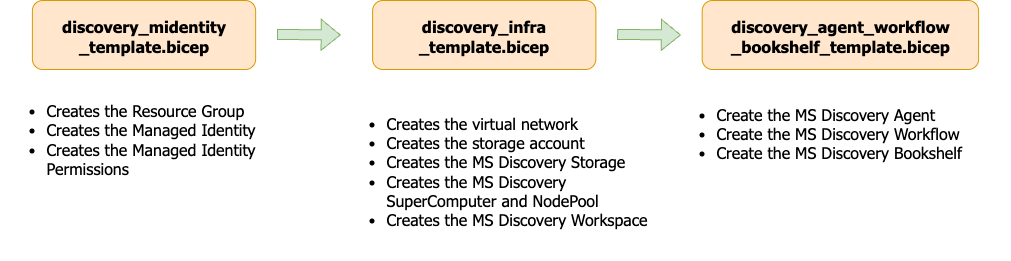 discovery_midentity
_template.bicep
discovery_infra
_template.bicep
discovery_agent_workflow
_bookshelf_template.bicep
• Creates the Resource Group
• Creates the Managed Identity
• Creates the Managed Identity
Permissions
• Creates the virtual network
• Creates the storage account
• Creates the MS Discovery Storage
• Creates the MS Discovery
SuperComputer and NodePool
• Creates the MS Discovery Workspace
• Create the MS Discovery Agent
• Create the MS Discovery Workflow
• Create the MS Discovery Bookshelf